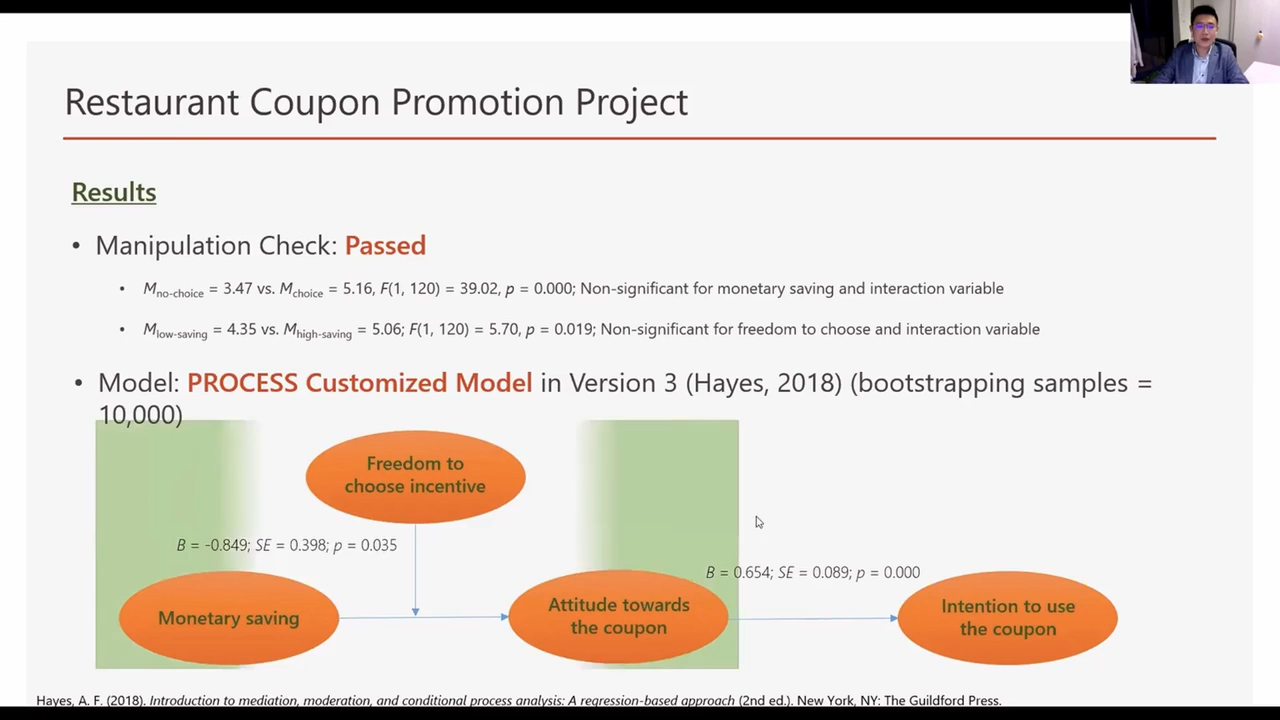 Restaurant Coupon Promotion Project
Results
• Manipulation Check: Passed
• Mno-choice = 3.47 vs. Mchoice = 5.16, F(1, 120) = 39.02, p = 0.000; Non-significant for monetary saving and interaction variable
• Mlow-saving = 4.35 vs. Mhigh-saving = 5.06; F(1, 120) = 5.70, p = 0.019; Non-significant for freedom to choose and interaction variable
• Model: PROCESS Customized Model in Version 3 (Hayes, 2018) (bootstrapping samples =
10,000)
Freedom to
choose incentive
B = -0.849; SE = 0.398; p = 0.035
B = 0.654; SE = 0.089; p = 0.000
Monetary saving
Attitude towards
the coupon
Intention to use
the coupon
Hayes, A. F. (2018). Introduction to mediation, moderation, and conditional process analysis: A regression-based approach (2nd ed.). New York, NY: The Guildford Press.